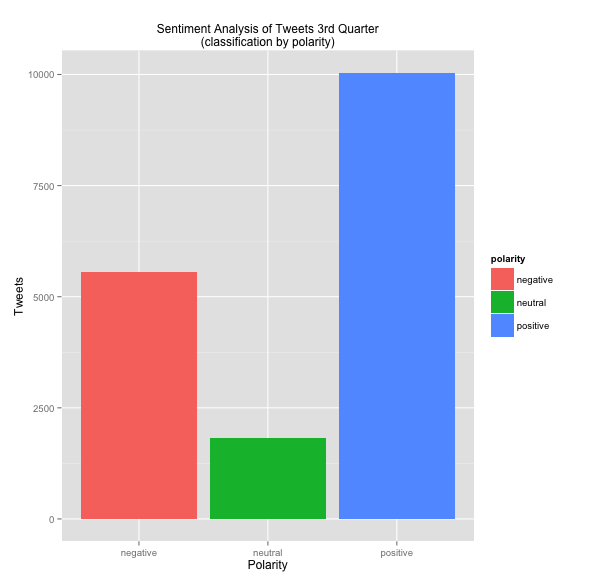 Sentiment Analysis of Tweets 3rd Quarter
(classification by polarity)
10000
7500
5000
2500
0
Tweets
negative
neutral
positive
Polarity
polarity
negative
neutral
positive